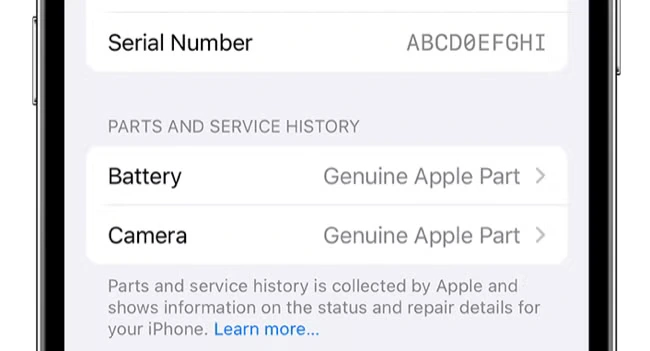 Serial Number ABCD0EFGHI
PARTS AND SERVICE HISTORY
Battery Genuine Apple Part
Camera Genuine Apple Part
Parts and service history is collected by Apple and
shows information on the status and repair details for
your iPhone. Learn more...